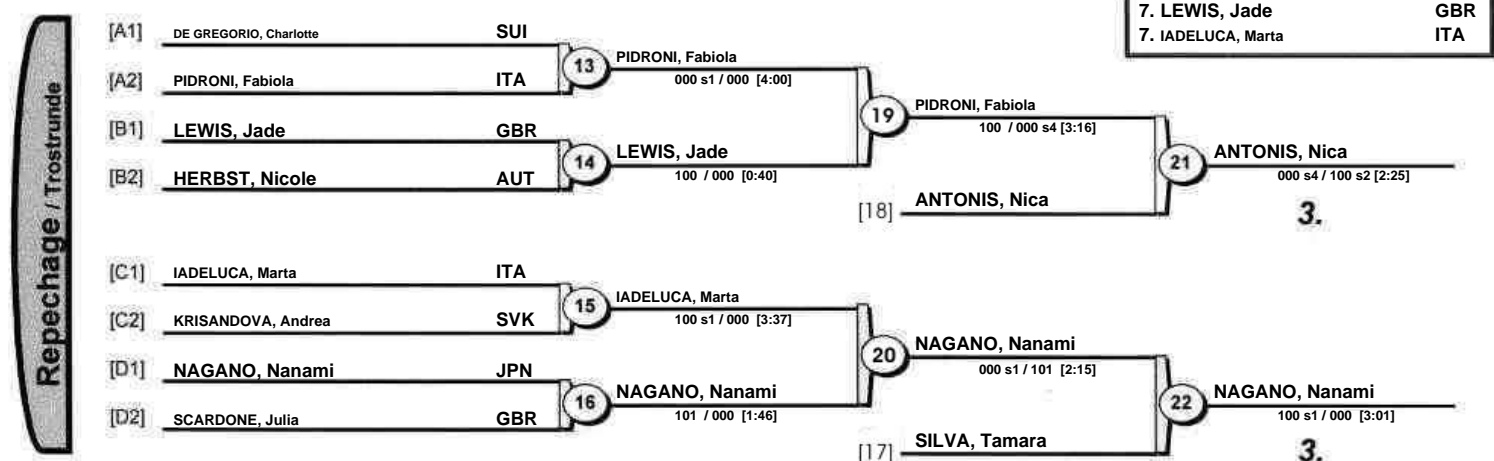 7. LEWIS, Jade GBR
7. IADELUCA, Marta ITA
Repechage / Trostrunde
[A1] DE GREGORIO, Charlotte SUI
13 PIDRONI, Fabiola
000 s1 / 000 [4:00]
[A2] PIDRONI, Fabiola ITA
19 PIDRONI, Fabiola
100 / 000 s4 [3:16]
[B1] LEWIS, Jade GBR
14 LEWIS, Jade
100 / 000 [0:40]
[B2] HERBST, Nicole AUT
21 ANTONIS, Nica
000 s4 / 100 s2 [2:25]
[18] ANTONIS, Nica
3.
[C1] IADELUCA, Marta ITA
15 IADELUCA, Marta
100 s1 / 000 [3:37]
[C2] KRISANDOVA, Andrea SVK
20 NAGANO, Nanami
000 s1 / 101 [2:15]
[D1] NAGANO, Nanami JPN
16 NAGANO, Nanami
101 / 000 [1:46]
[D2] SCARDONE, Julia GBR
22 NAGANO, Nanami
100 s1 / 000 [3:01]
[17] SILVA, Tamara
3.